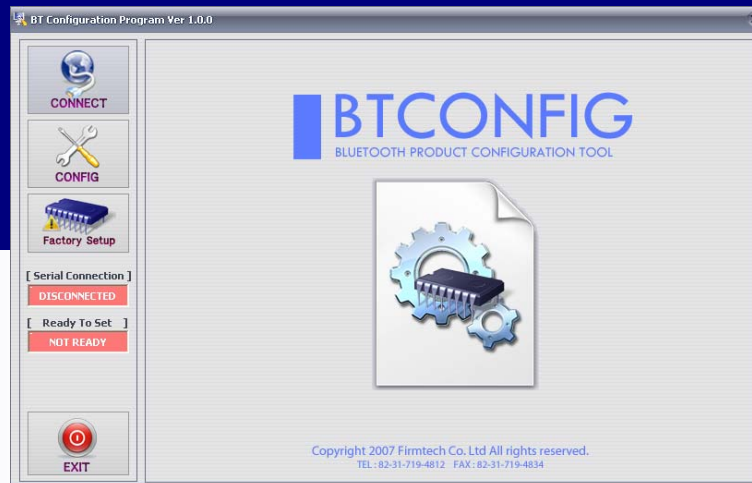 BT Configuration Program Ver 1.0.0
CONNECT
CONFIG
Factory Setup
[ Serial Connection ]
DISCONNECTED
[ Ready To Set ]
NOT READY
EXIT
BTCONFIG
BLUETOOTH PRODUCT CONFIGURATION TOOL
Copyright 2007 Firmtech Co. Ltd All rights reserved.
TEL : 82-31-719-4812 FAX : 82-31-719-4834